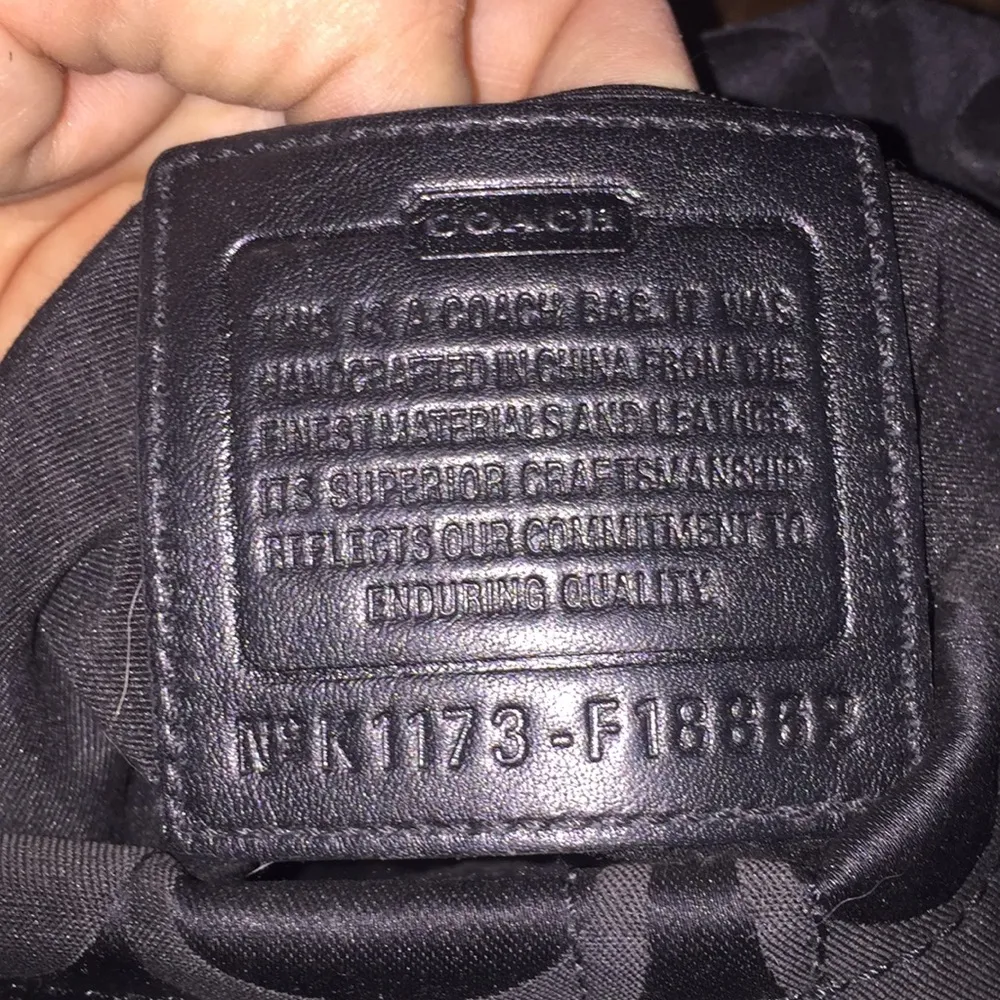 COACH
THIS IS A COACH BAG. IT WAS
HANDCRAFTED IN CHINA FROM THE
FINEST MATERIALS AND LEATHER.
ITS SUPERIOR CRAFTSMANSHIP
REFLECTS OUR COMMITMENT TO
ENDURING QUALITY.
Nº K1173-